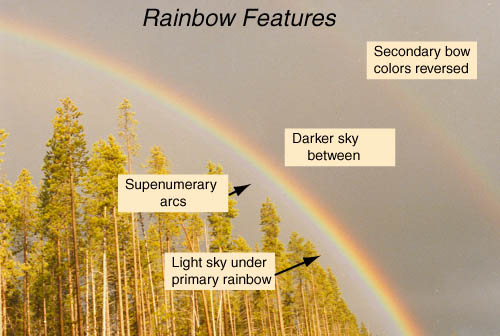 Rainbow Features
Secondary bow
colors reversed
Darker sky
between
Supenumerary
arcs
Light sky under
primary rainbow